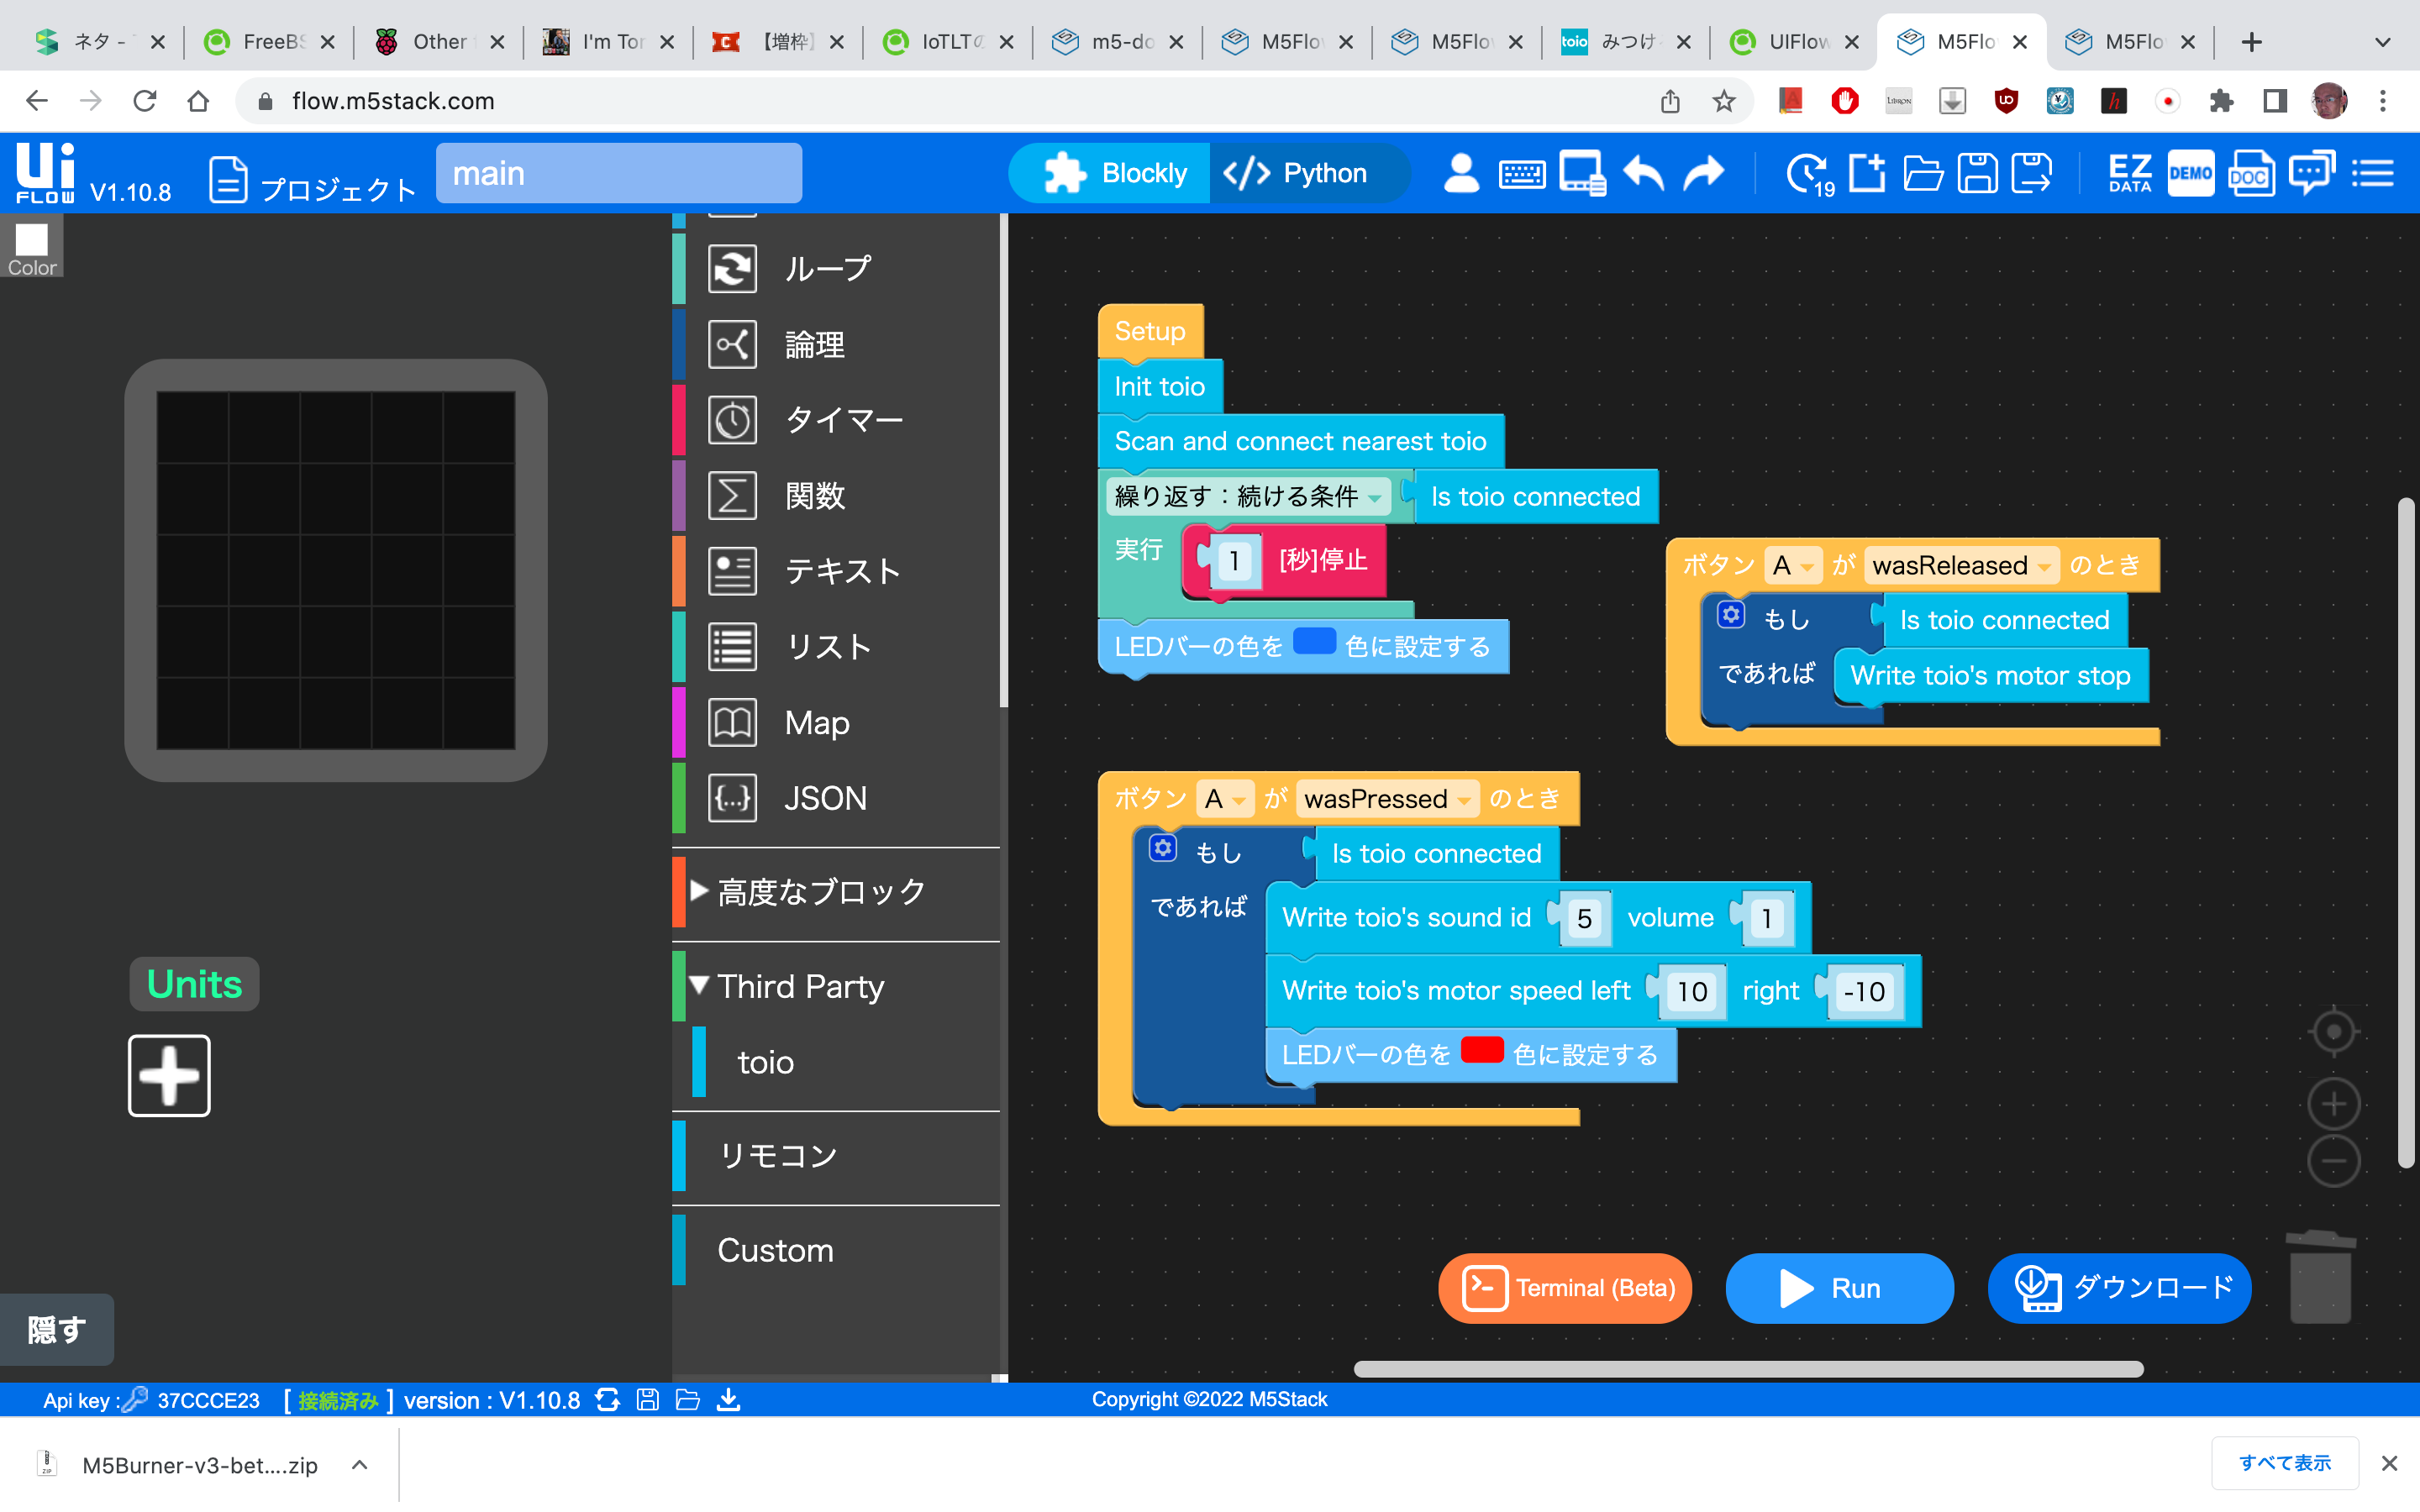 ネタ -
FreeBS
Other
I'm Tor
【増枠】
IoTLTの
m5-do
M5Flo
M5Flo
toio みつけ
UIFlow
M5Flo
M5Flo
flow.m5stack.com
Ui FLOW V1.10.8 プロジェクト main Blockly </> Python 19 EZ DATA DEMO DOC
Color
ループ
論理
タイマー
関数
テキスト
リスト
Map
JSON
高度なブロック
Third Party
toio
リモコン
Custom
Units
隠す
Setup
Init toio
Scan and connect nearest toio
繰り返す：続ける条件 Is toio connected
実行 1 [秒]停止
LEDバーの色を 色に設定する
ボタン A が wasReleased のとき
もし Is toio connected
であれば Write toio's motor stop
ボタン A が wasPressed のとき
もし Is toio connected
であれば Write toio's sound id 5 volume 1
Write toio's motor speed left 10 right -10
LEDバーの色を 色に設定する
Terminal (Beta) Run ダウンロード
Api key : 37CCCE23 [ 接続済み ] version : V1.10.8 Copyright ©2022 M5Stack
M5Burner-v3-bet....zip すべて表示